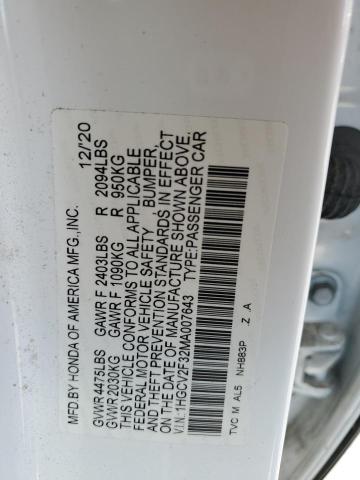 MFD BY HONDA OF AMERICA MFG.,INC. 12/'20
GVWR 4475LBS GAWR F 2403LBS R 2094LBS
GVWR 2030KG GAWR F 1090KG R 950KG
THIS VEHICLE CONFORMS TO ALL APPLICABLE
FEDERAL MOTOR VEHICLE SAFETY , BUMPER,
AND THEFT PREVENTION STANDARDS IN EFFECT
ON THE DATE OF MANUFACTURE SHOWN ABOVE.
V.I.N.:1HGCV2F32MA007643 TYPE:PASSENGER CAR
TVC M AL5 NH883P Z .A